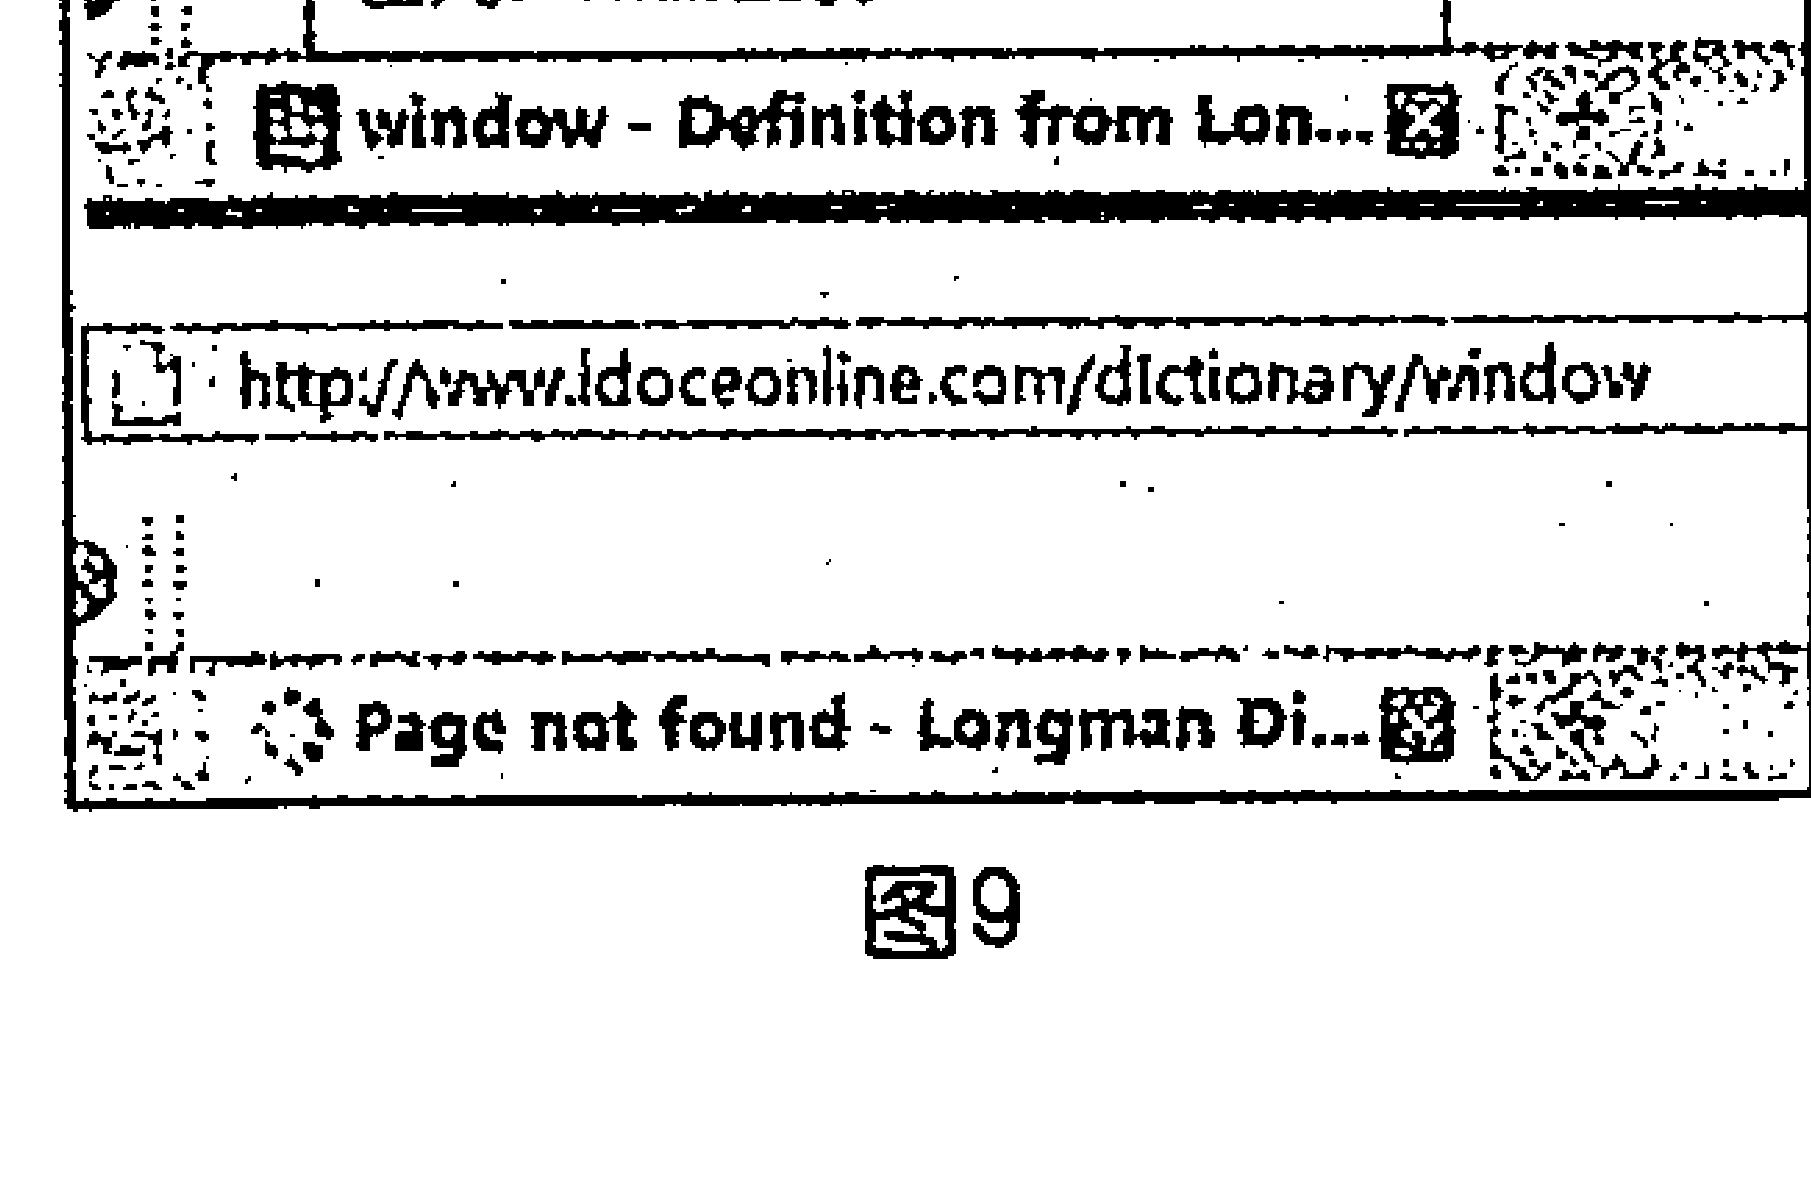 window - Definition from Lon...
http://www.ldoceonline.com/dictionary/window
Page not found - Longman Di...
图9